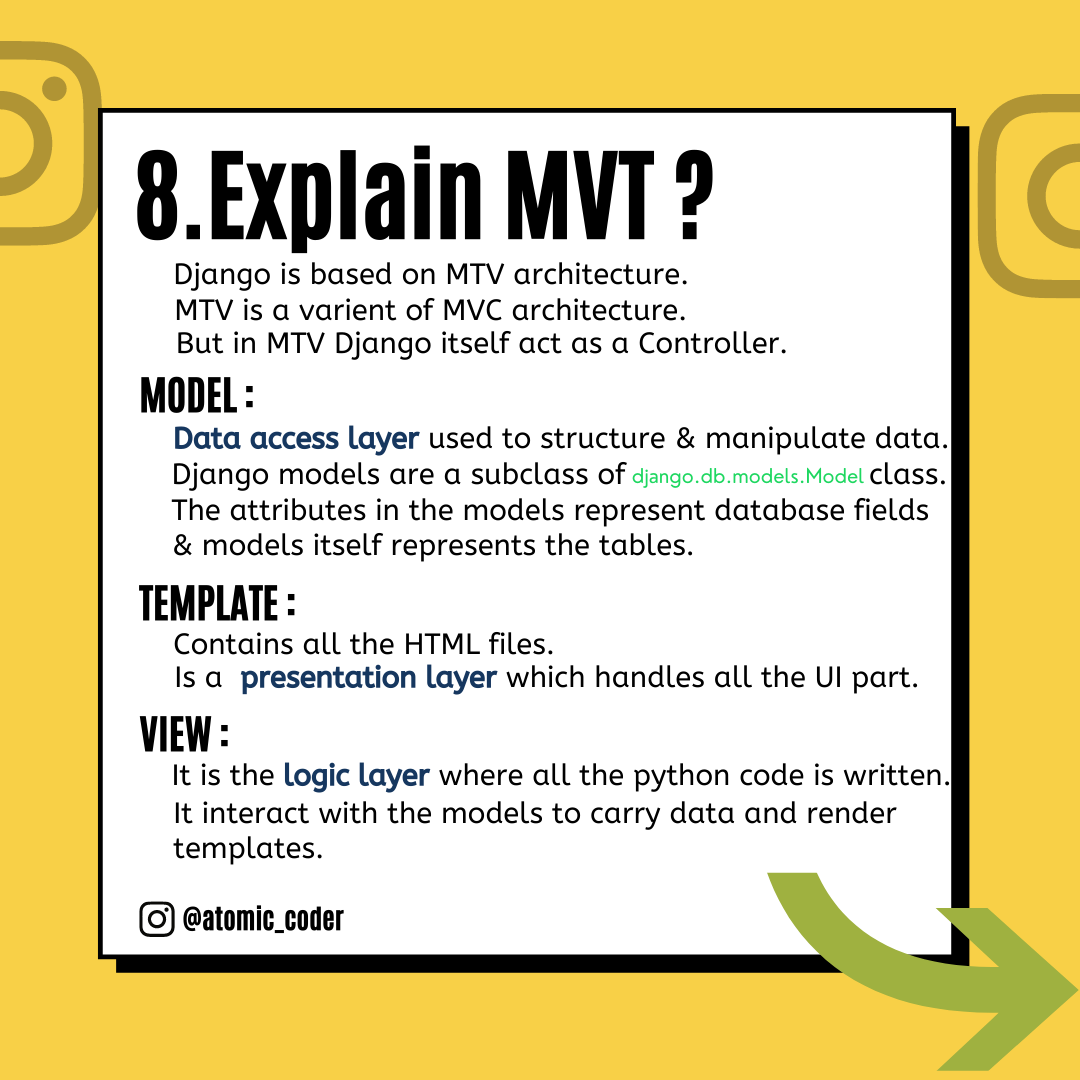 8.Explain MVT ?
Django is based on MTV architecture.
MTV is a varient of MVC architecture.
But in MTV Django itself act as a Controller.
MODEL :
Data access layer used to structure & manipulate data.
Django models are a subclass of django.db.models.Model class.
The attributes in the models represent database fields
& models itself represents the tables.
TEMPLATE :
Contains all the HTML files.
Is a presentation layer which handles all the UI part.
VIEW :
It is the logic layer where all the python code is written.
It interact with the models to carry data and render
templates.
@atomic_coder